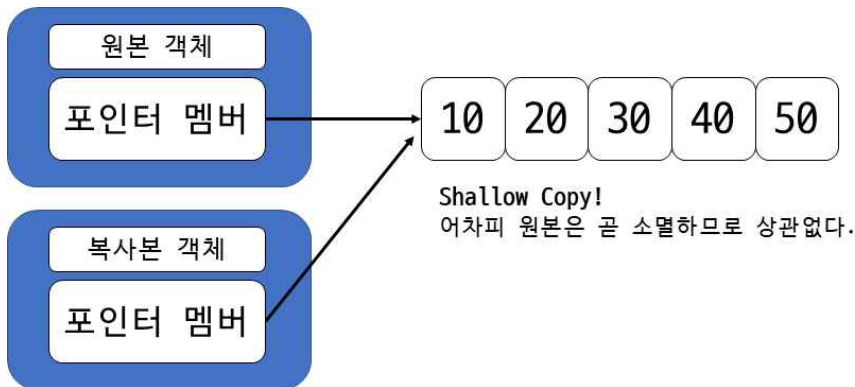 원본 객체
포인터 멤버
10 20 30 40 50
Shallow Copy!
어차피 원본은 곧 소멸하므로 상관없다.
복사본 객체
포인터 멤버